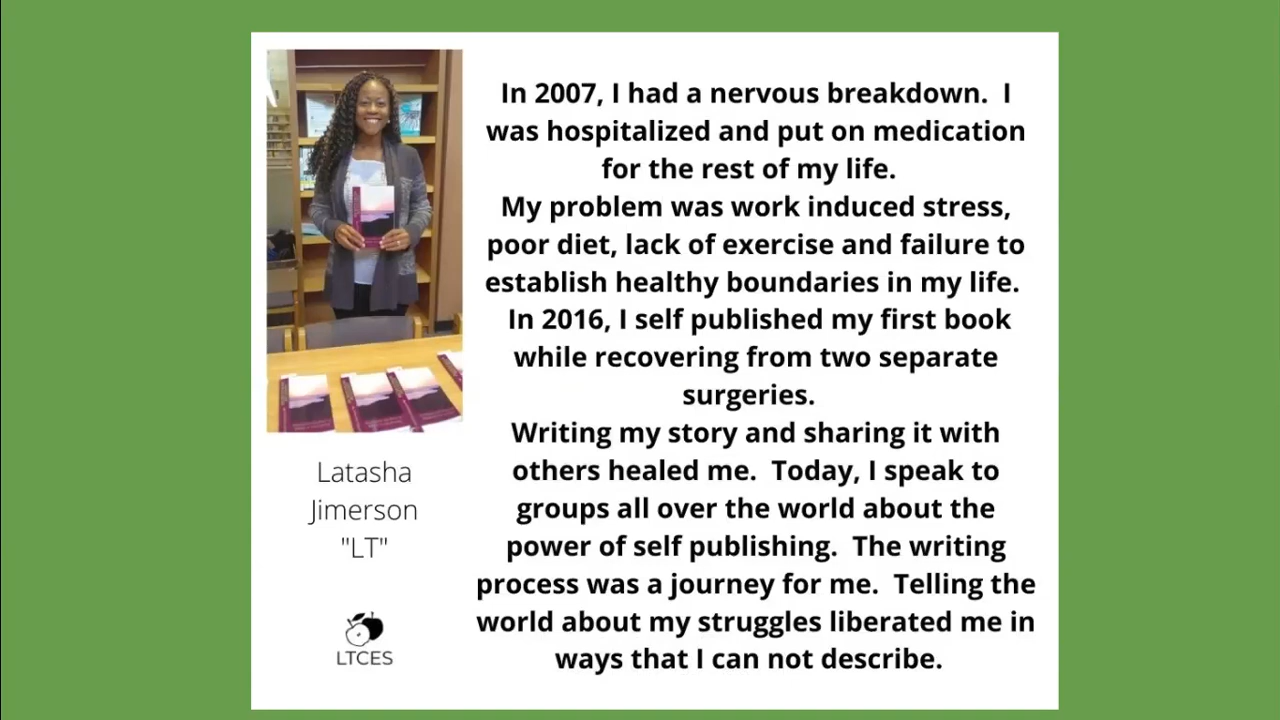 In 2007, I had a nervous breakdown. I
was hospitalized and put on medication
for the rest of my life.
My problem was work induced stress,
poor diet, lack of exercise and failure to
establish healthy boundaries in my life.
In 2016, I self published my first book
while recovering from two separate
surgeries.
Writing my story and sharing it with
others healed me. Today, I speak to
groups all over the world about the
power of self publishing. The writing
process was a journey for me. Telling the
world about my struggles liberated me in
ways that I can not describe.
Latasha
Jimerson
"LT"
LTCES